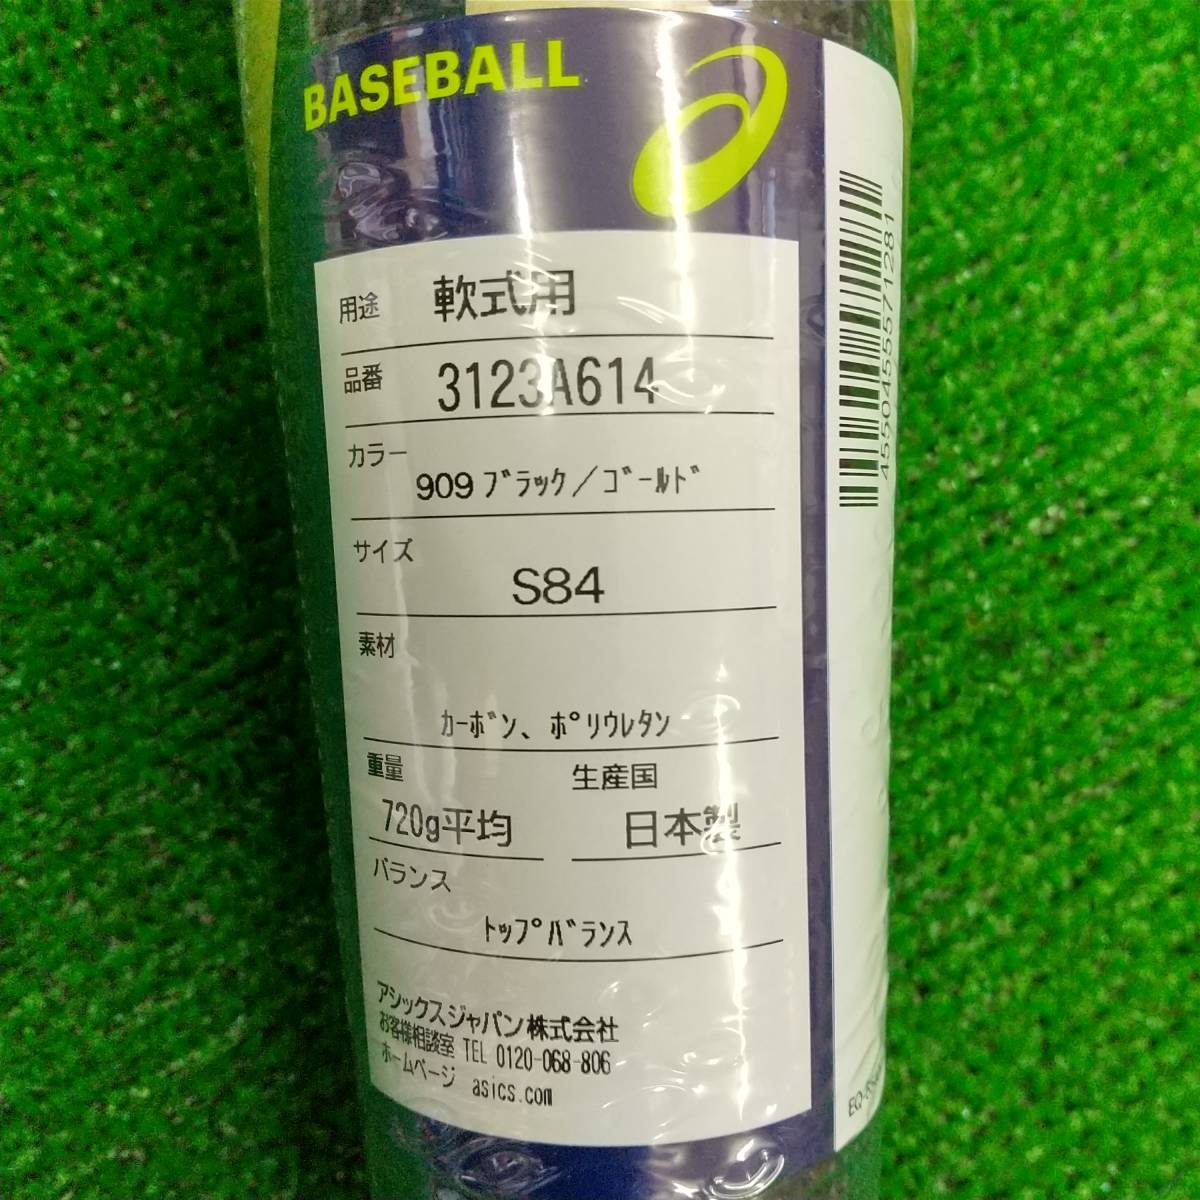 BASEBALL
用途 軟式用
品番 3123A614
カラー
909 ﾌﾞﾗｯｸ／ｺﾞｰﾙﾄﾞ
サイズ
S84
素材
ｶｰﾎﾞﾝ、ﾎﾟﾘｳﾚﾀﾝ
重量 生産国
720g平均 日本製
バランス
ﾄｯﾌﾟﾊﾞﾗﾝｽ
アシックスジャパン株式会社
お客様相談室 TEL 0120-068-806
ホームページ asics.com
4550455571281